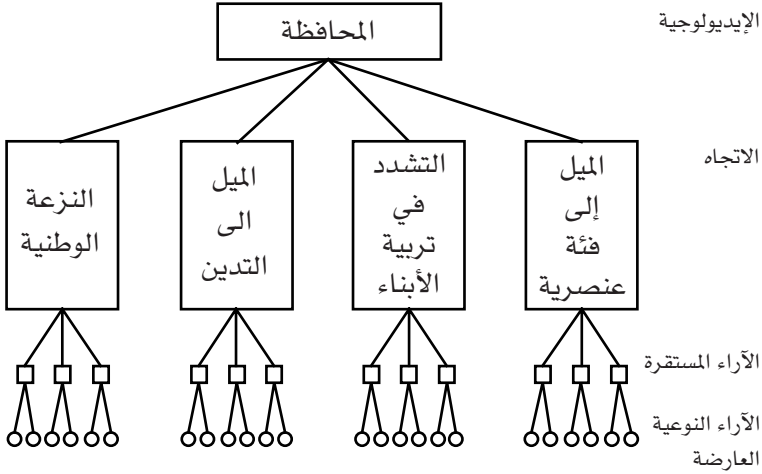 الإيديولوجية
المحافظة
الاتجاه
الميل
إلى
فئة
عنصرية
التشدد
في
تربية
الأبناء
الميل
الى
التدين
النزعة
الوطنية
الآراء المستقرة
الآراء النوعية
العارضة